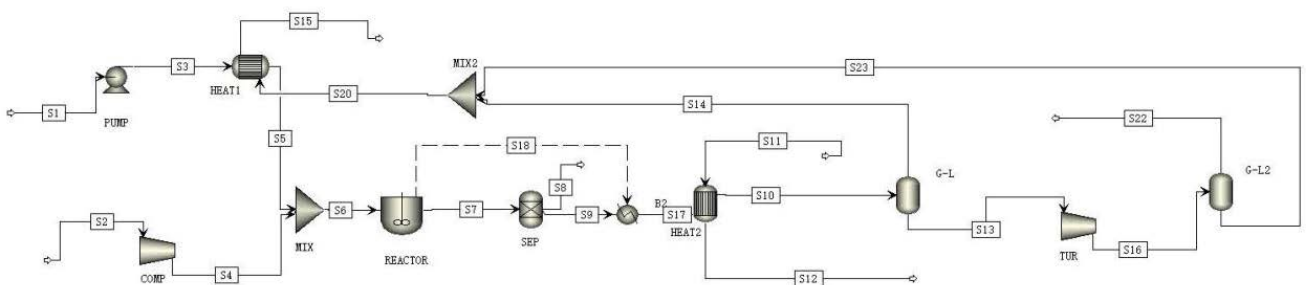 S15
MIX2
S23
S3
S20
S14
HEAT1
S1
PUMP
S22
S5
S18
S11
G-L
G-L2
S8
S2
S6
S7
S9
B2
S17
S10
HEAT2
S13
MIX
SEP
REACTOR
TUR
S16
COMP
S4
S12